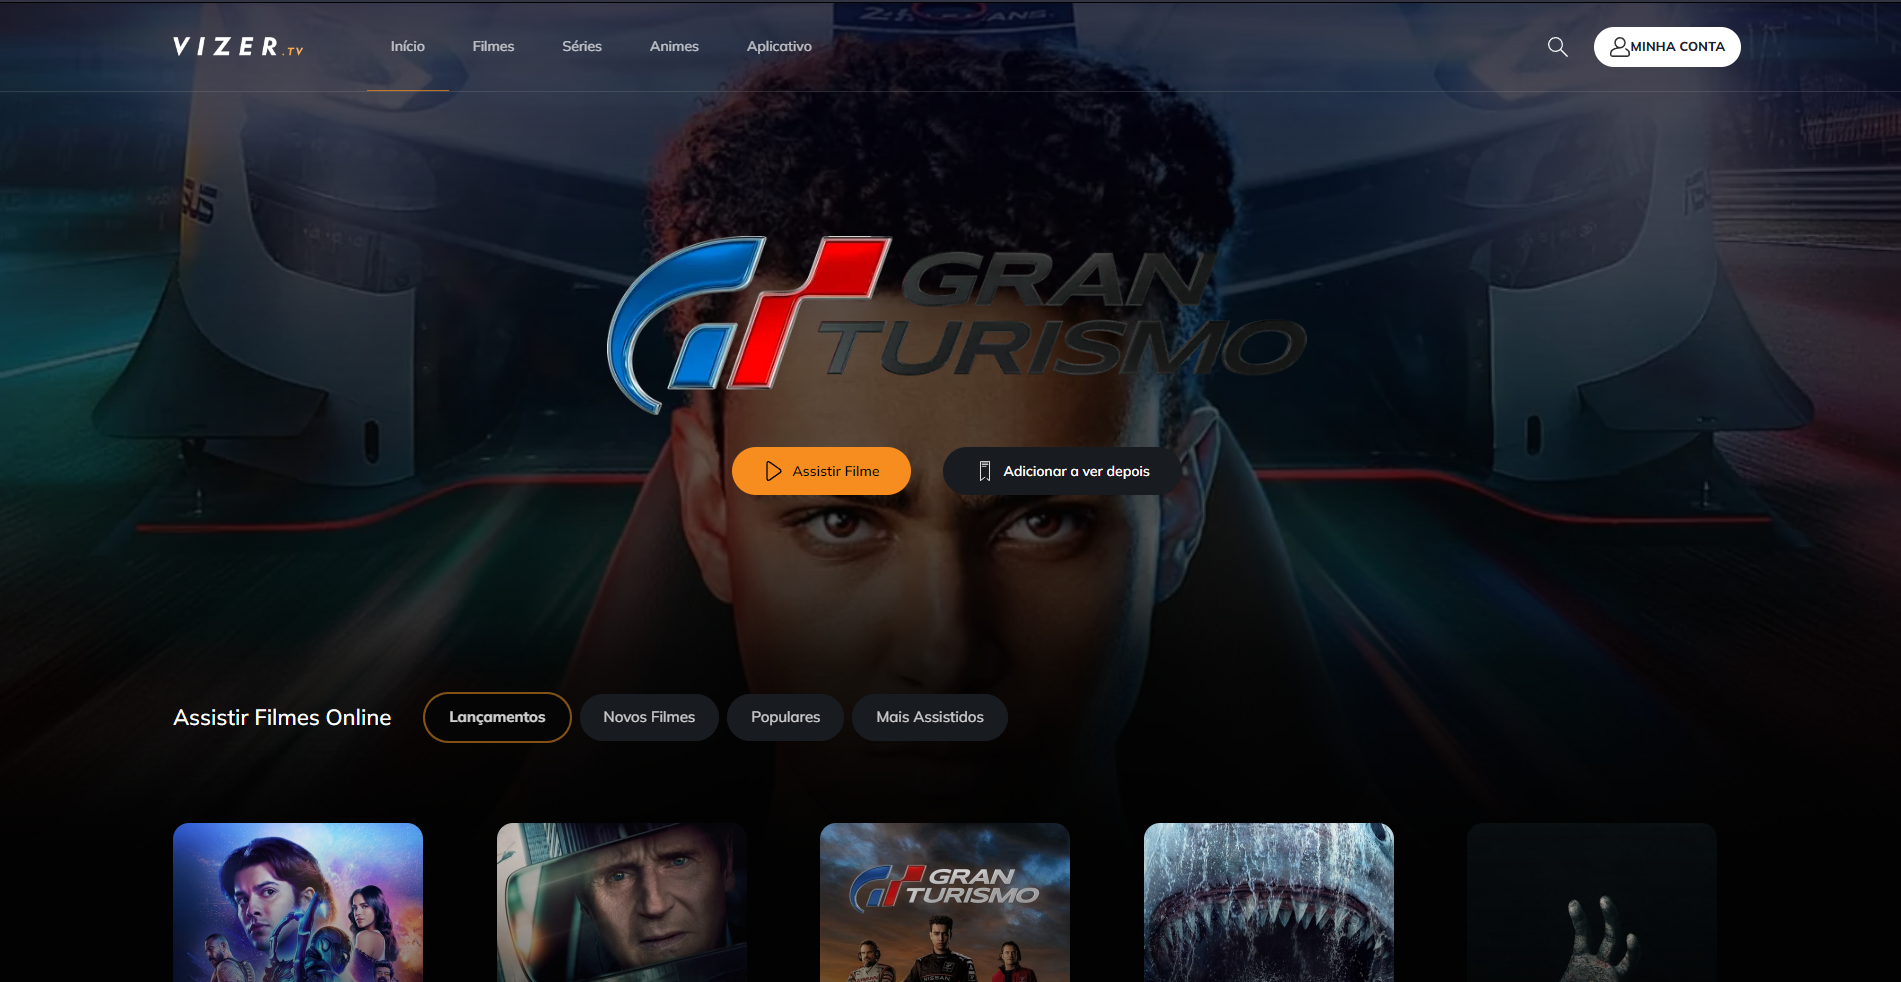 VIZER.TV
Início
Filmes
Séries
Animes
Aplicativo
MINHA CONTA
GRAN
TURISMO
Assistir Filme
Adicionar a ver depois
Assistir Filmes Online
Lançamentos
Novos Filmes
Populares
Mais Assistidos
GRAN
TURISMO
NISSAN